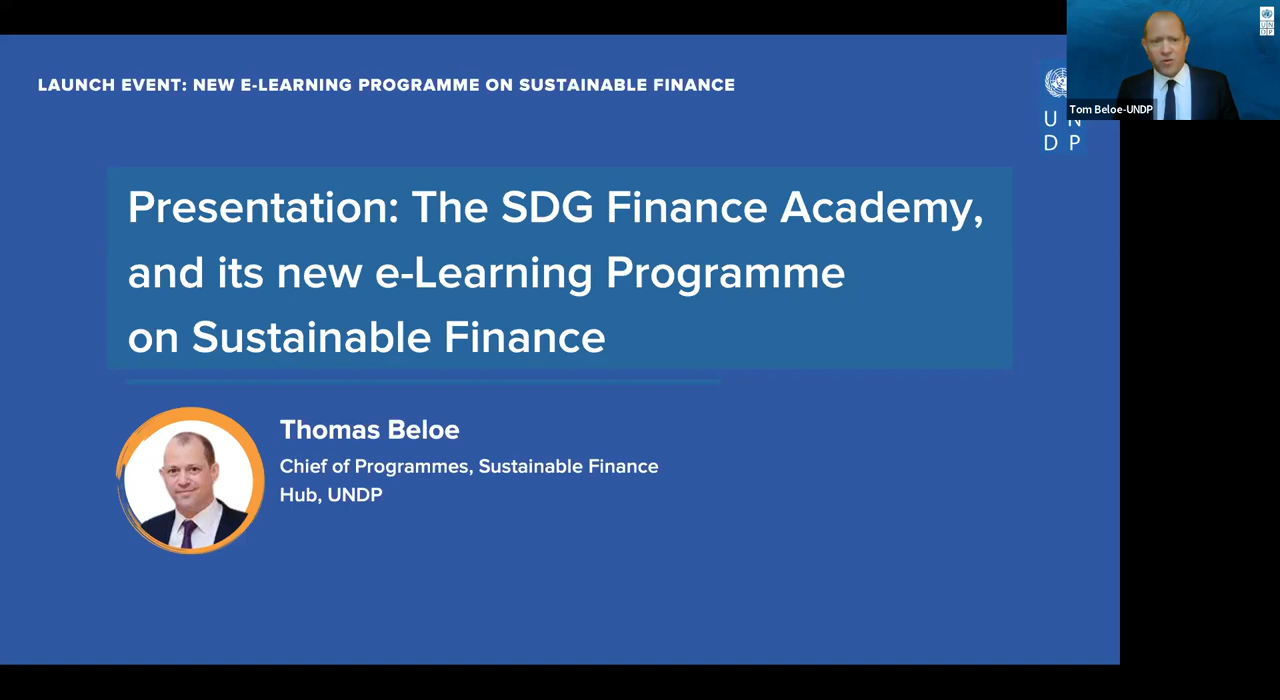 LAUNCH EVENT: NEW E-LEARNING PROGRAMME ON SUSTAINABLE FINANCE
U N
D P
Tom Beloe-UNDP
U N
D P
Presentation: The SDG Finance Academy,
and its new e-Learning Programme
on Sustainable Finance
Thomas Beloe
Chief of Programmes, Sustainable Finance
Hub, UNDP